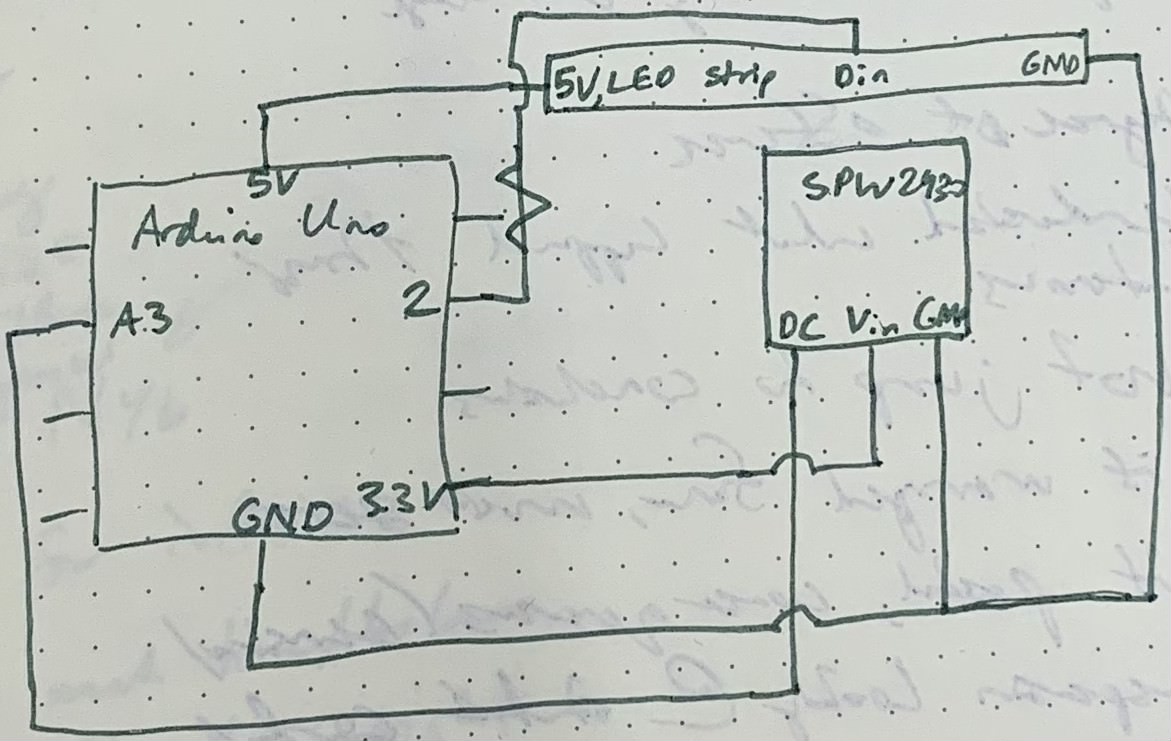 5V, LED strip Din GND
5V
Arduino Uno
SPW2430
2
A3
DC Vin GND
3.3V
GND